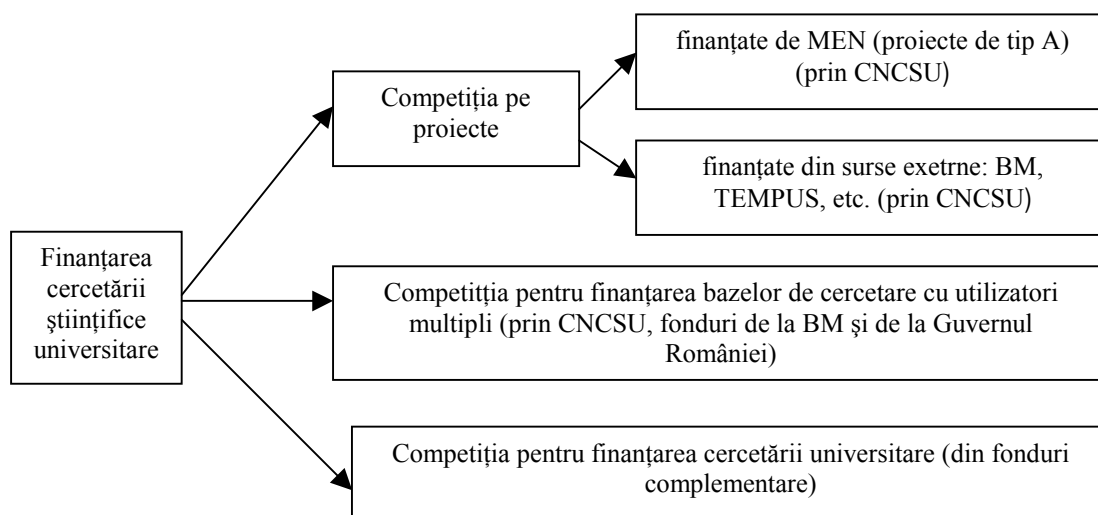 finanțate de MEN (proiecte de tip A)
(prin CNCSU)
Competiția pe
proiecte
finanțate din surse exetrne: BM,
TEMPUS, etc. (prin CNCSU)
Finanțarea
cercetării
ştiințifice
universitare
Competitția pentru finanțarea bazelor de cercetare cu utilizatori
multipli (prin CNCSU, fonduri de la BM şi de la Guvernul
României)
Competiția pentru finanțarea cercetării universitare (din fonduri
complementare)